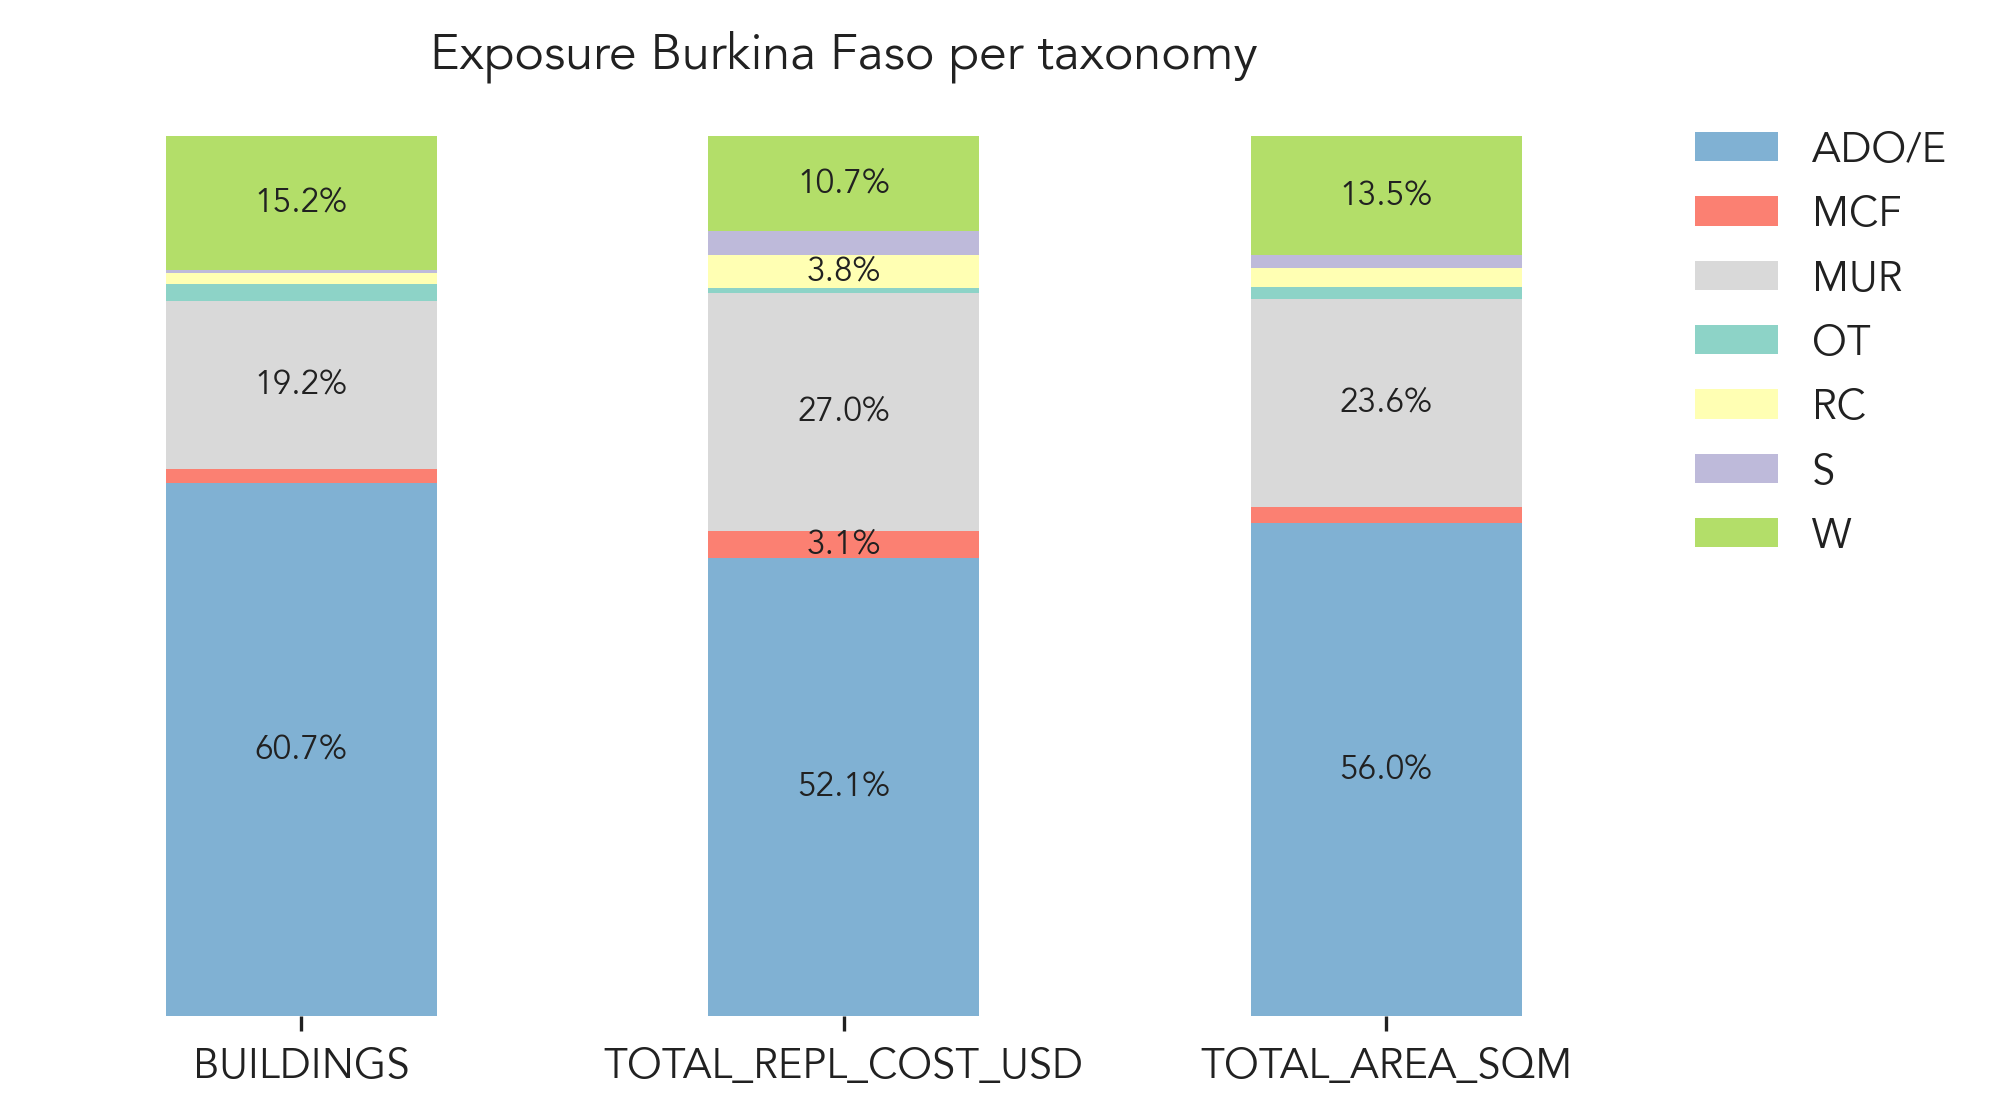 Exposure Burkina Faso per taxonomy
15.2%
19.2%
60.7%
10.7%
3.8%
27.0%
3.1%
52.1%
13.5%
23.6%
56.0%
BUILDINGS
TOTAL_REPL_COST_USD
TOTAL_AREA_SQM
ADO/E
MCF
MUR
OT
RC
S
W